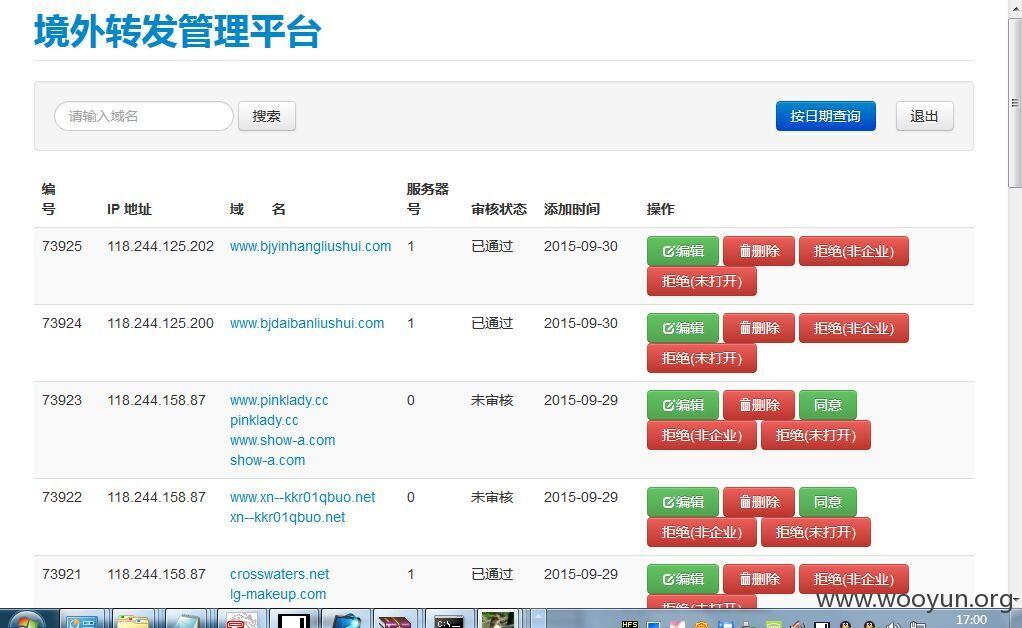 境外转发管理平台
请输入域名 搜索 按日期查询 退出
编 服务器
号 IP 地址 域 名 号 审核状态 添加时间 操作
73925 118.244.125.202 www.bjyinhangliushui.com 1 已通过 2015-09-30 编辑 删除 拒绝(非企业)
拒绝(未打开)
73924 118.244.125.200 www.bjdaibanliushui.com 1 已通过 2015-09-30 编辑 删除 拒绝(非企业)
拒绝(未打开)
73923 118.244.158.87 www.pinklady.cc 0 未审核 2015-09-29 编辑 删除 同意
pinklady.cc 拒绝(非企业) 拒绝(未打开)
www.show-a.com
show-a.com
73922 118.244.158.87 www.xn--kkr01qbuo.net 0 未审核 2015-09-29 编辑 删除 同意
xn--kkr01qbuo.net 拒绝(非企业) 拒绝(未打开)
73921 118.244.158.87 crosswaters.net 1 已通过 2015-09-29 编辑 删除 拒绝(非企业)
lg-makeup.com 拒绝(未打开)
www.wooyun.org
HFS 17:00